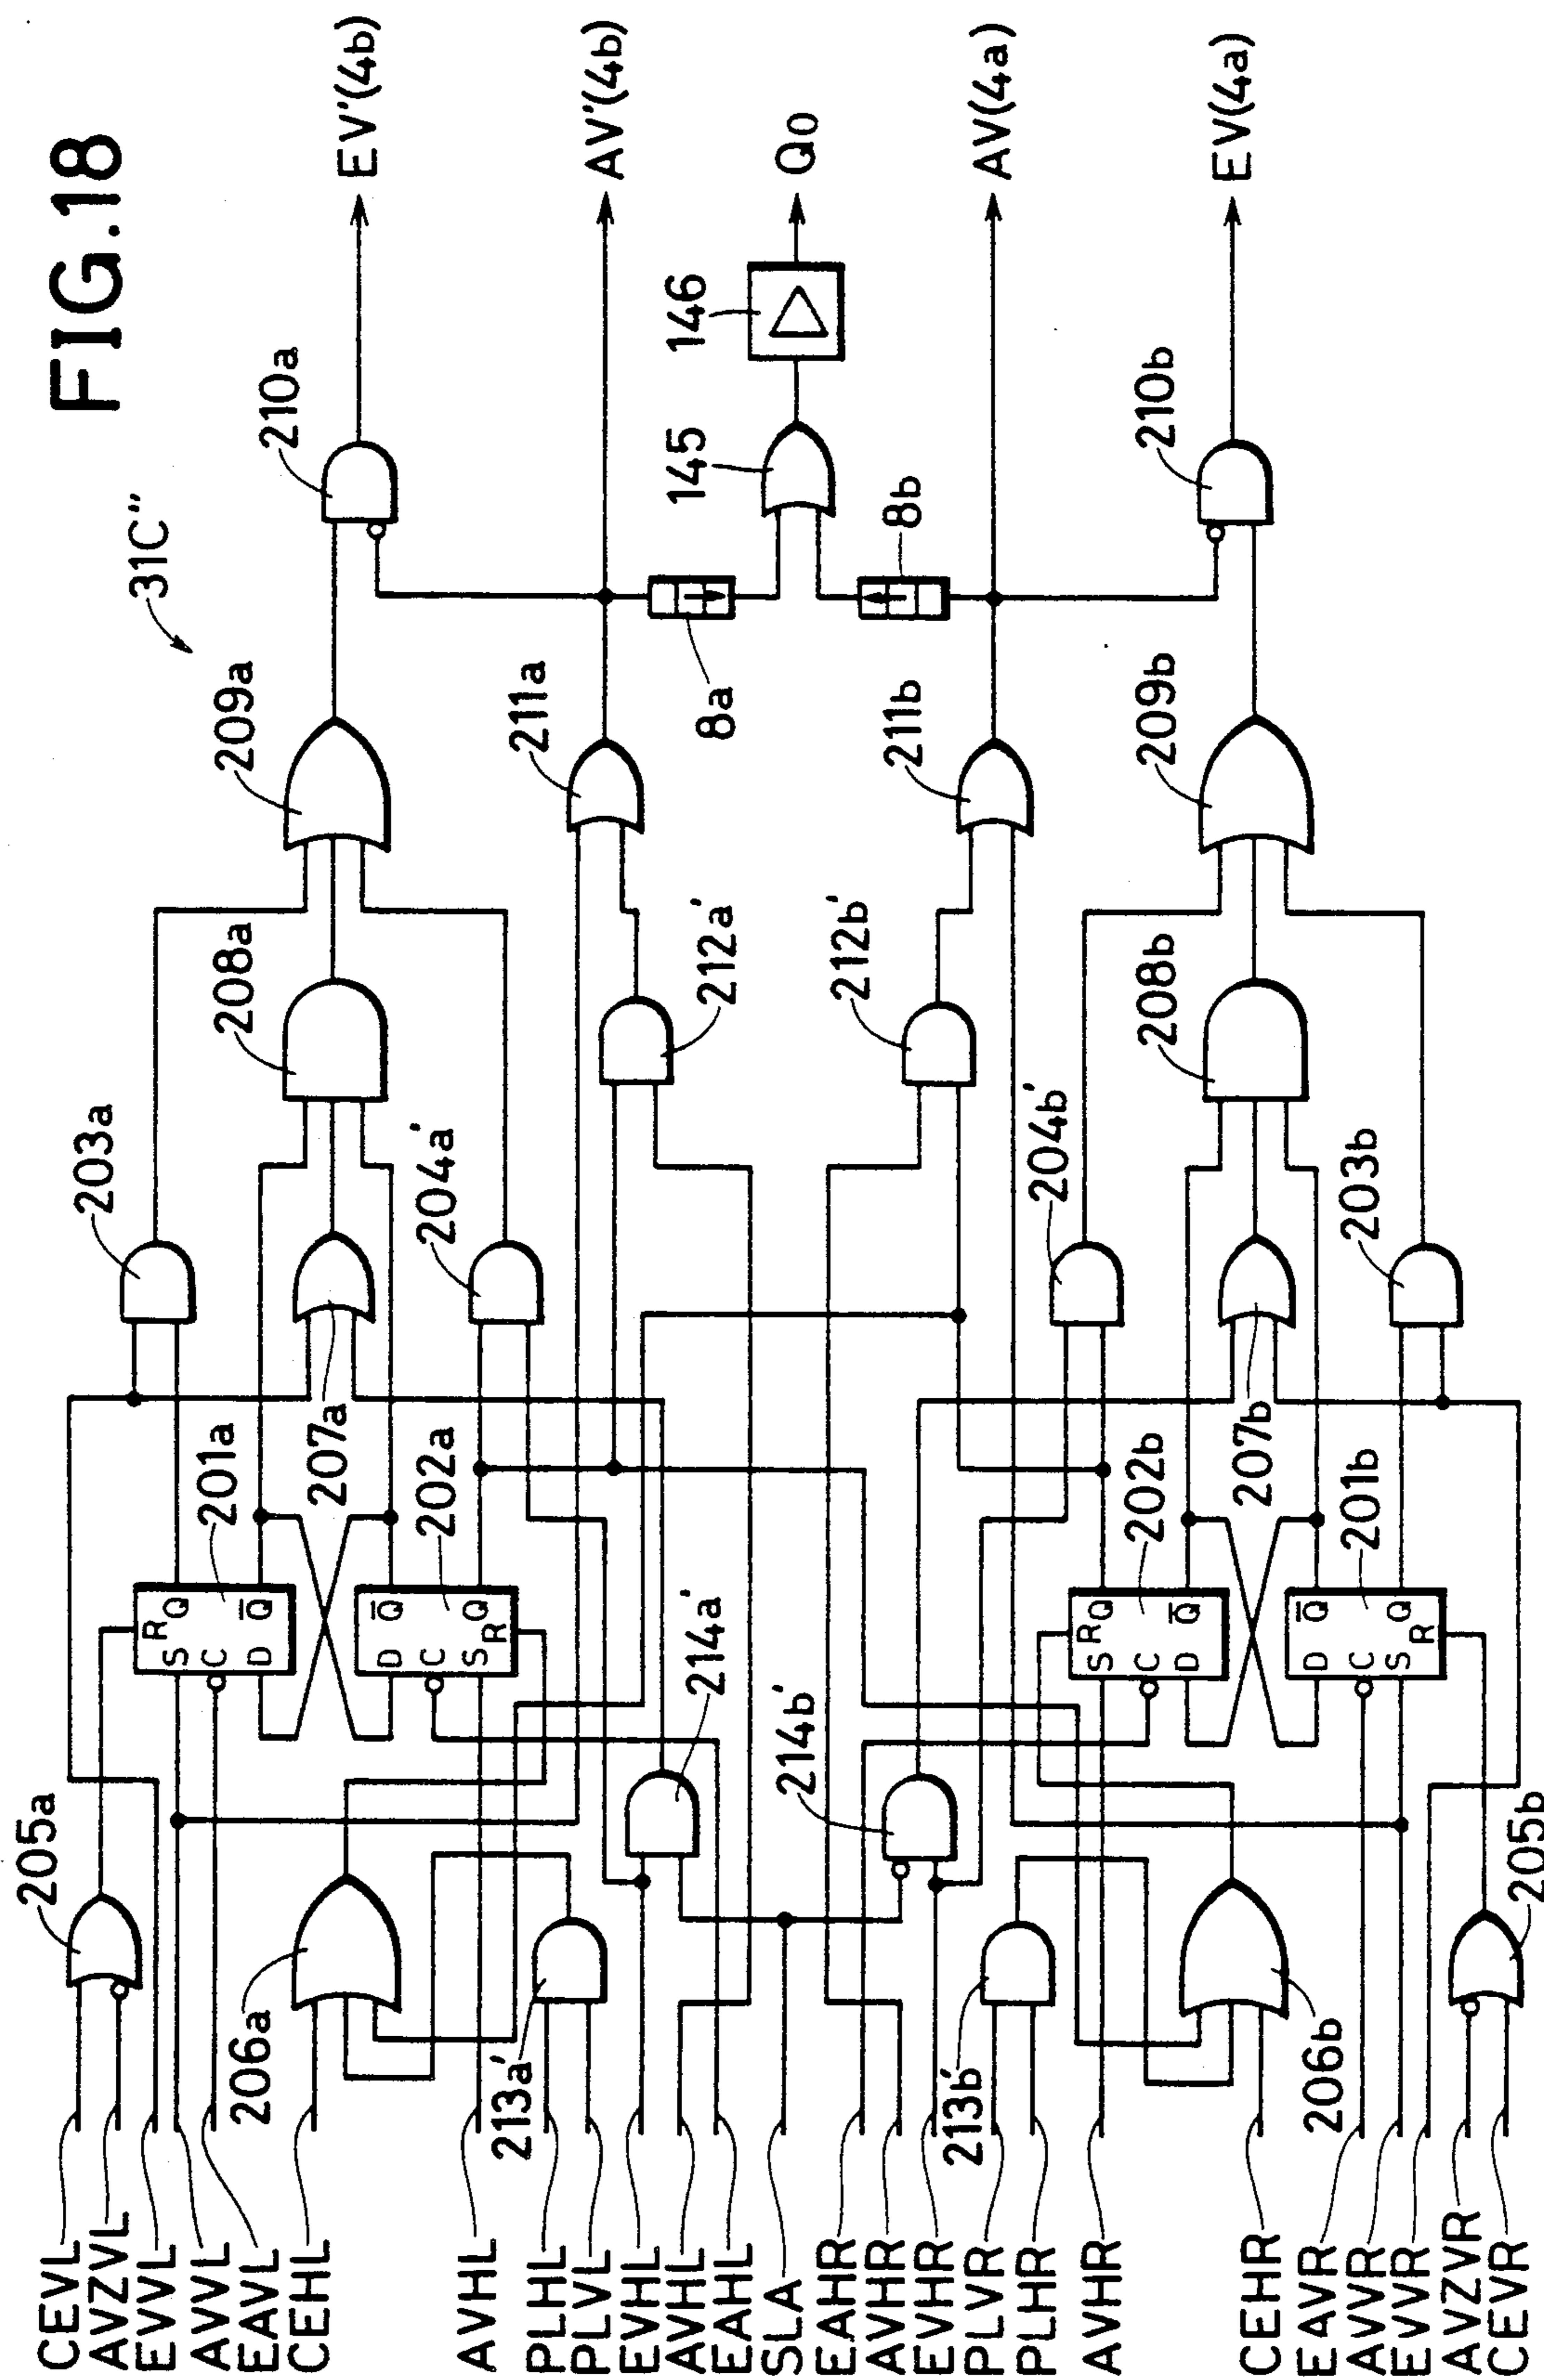 FIG.18
31C"
CEVL
AVZVL
EVVL
AVVL
EAVL
CEHL
AVHL
PLHL
PLVL
EVHL
AVHL
EAHL
SLA
EAHR
AVHR
EVHR
PLVR
PLHR
AVHR
CEHR
EAVR
AVVR
EVVR
AVZVR
CEVR
205a
206a
213a'
214a'
214b'
213b'
206b
205b
S R Q
C
D Q̅
201a
D Q̅
C
S R Q
202a
S R Q
C
D Q̅
202b
D Q̅
C
S R Q
201b
203a
207a
204a'
204b'
207b
203b
208a
212a'
212b'
208b
209a
211a
211b
209b
8a
8b
210a
145
146
210b
EV'(4b)
AV'(4b)
Q0
AV(4a)
EV(4a)